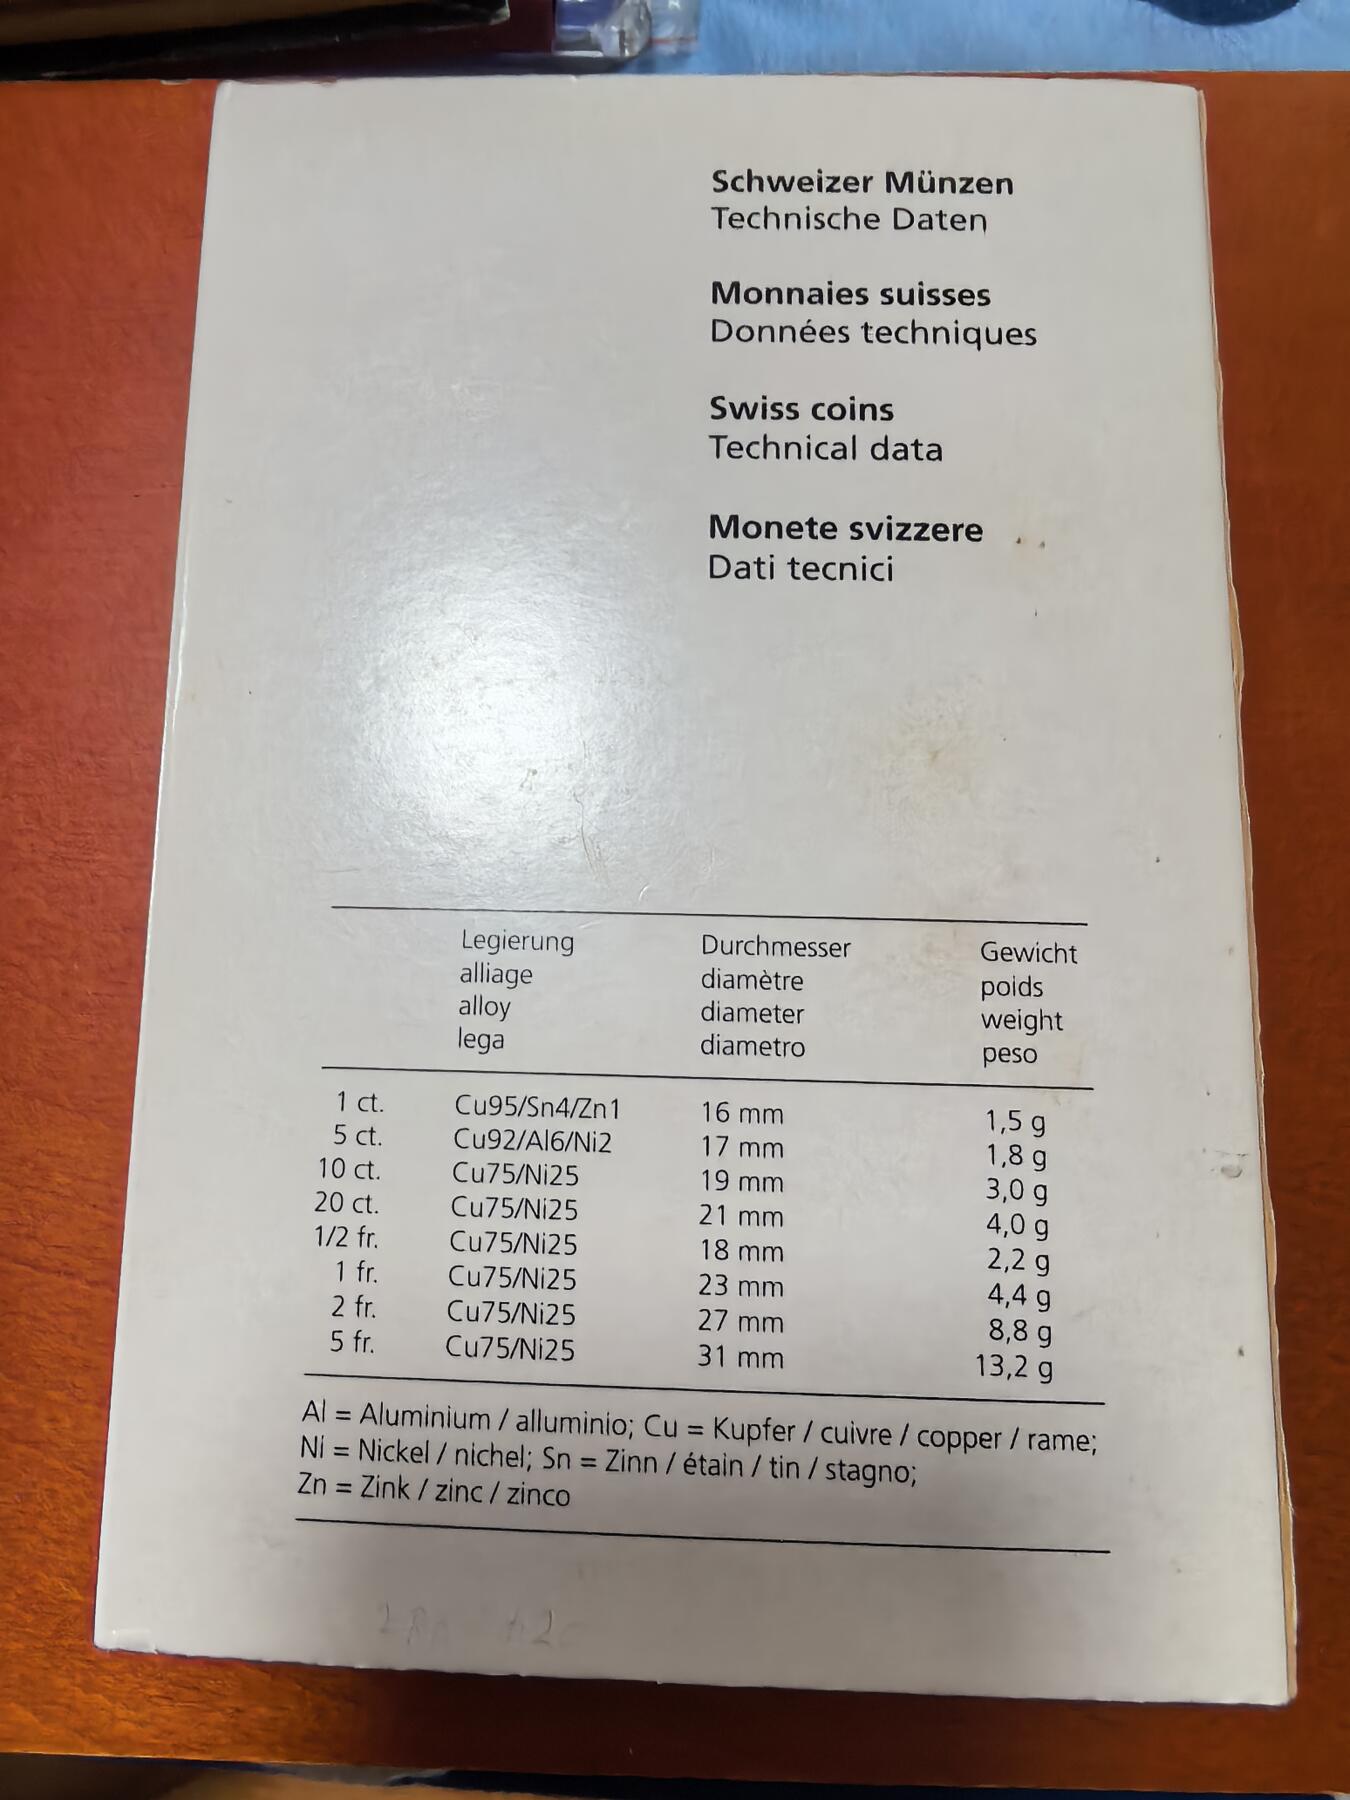 Schweizer Münzen
Technische Daten
Monnaies suisses
Données techniques
Swiss coins
Technical data
Monete svizzere
Dati tecnici
Legierung Durchmesser Gewicht
alliage diamètre poids
alloy diameter weight
lega diametro peso
1 ct. Cu95/Sn4/Zn1 16 mm 1,5 g
5 ct. Cu92/Al6/Ni2 17 mm 1,8 g
10 ct. Cu75/Ni25 19 mm 3,0 g
20 ct. Cu75/Ni25 21 mm 4,0 g
1/2 fr. Cu75/Ni25 18 mm 2,2 g
1 fr. Cu75/Ni25 23 mm 4,4 g
2 fr. Cu75/Ni25 27 mm 8,8 g
5 fr. Cu75/Ni25 31 mm 13,2 g
Al = Aluminium / alluminio; Cu = Kupfer / cuivre / copper / rame;
Ni = Nickel / nichel; Sn = Zinn / étain / tin / stagno;
Zn = Zink / zinc / zinco